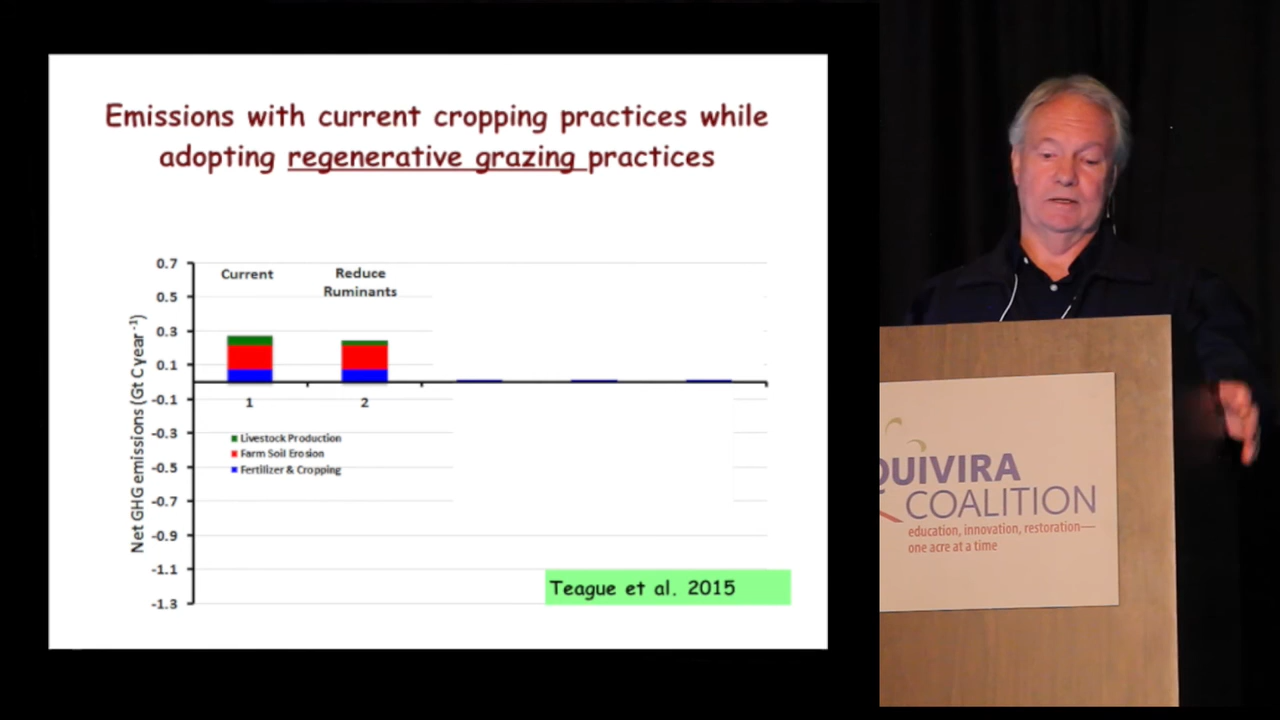 Emissions with current cropping practices while
adopting regenerative grazing practices
Net GHG emissions (Gt C year⁻¹)
0.7
0.5
0.3
0.1
-0.1
-0.3
-0.5
-0.7
-0.9
-1.1
-1.3
Current
Reduce
Ruminants
1
2
Livestock Production
Farm Soil Erosion
Fertilizer & Cropping
Teague et al. 2015
QUIVIRA
COALITION
education, innovation, restoration—
one acre at a time